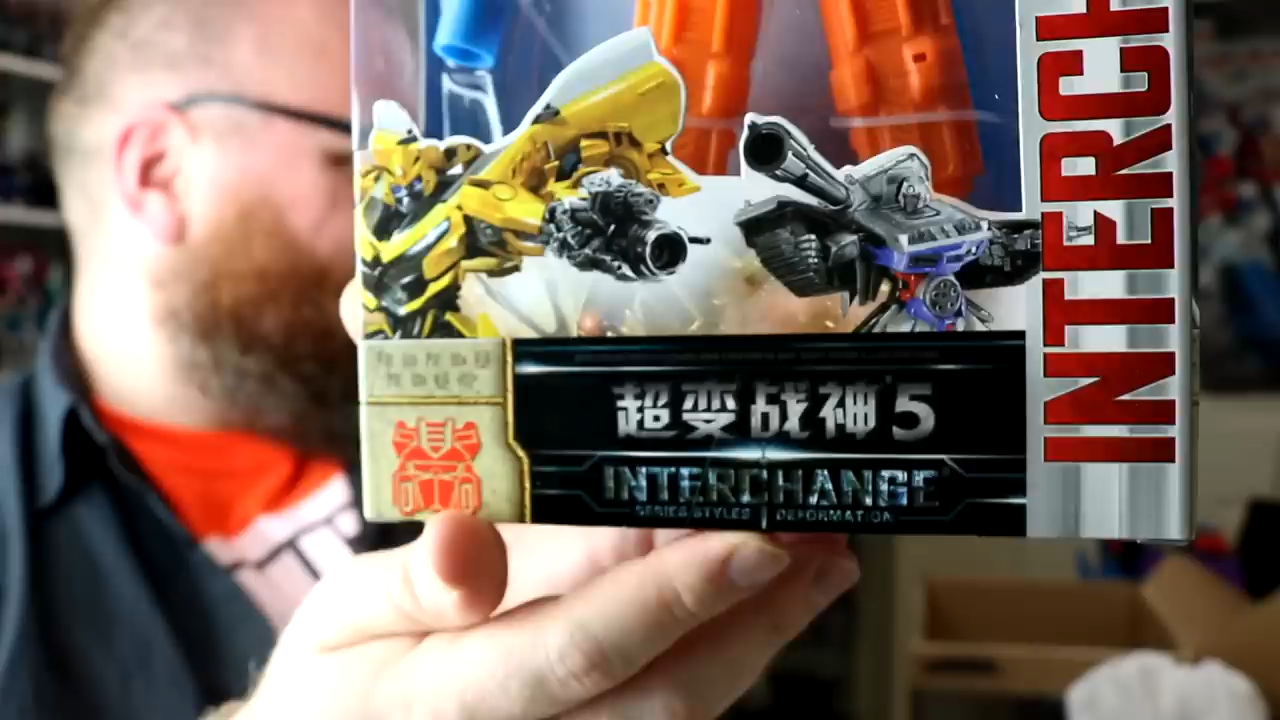 超变战神5
INTERCHANGE
SERIES STYLES DEFORMATION
INTERCH